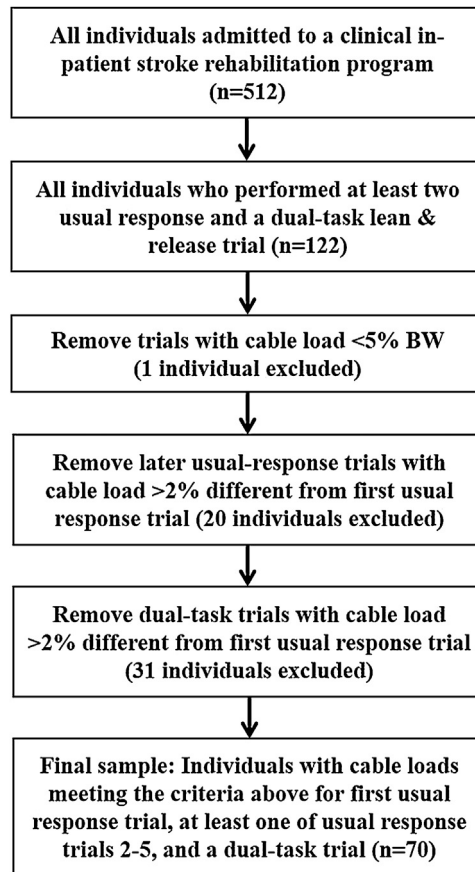 All individuals admitted to a clinical in-
patient stroke rehabilitation program
(n=512)
All individuals who performed at least two
usual response and a dual-task lean &
release trial (n=122)
Remove trials with cable load <5% BW
(1 individual excluded)
Remove later usual-response trials with
cable load >2% different from first usual
response trial (20 individuals excluded)
Remove dual-task trials with cable load
>2% different from first usual response trial
(31 individuals excluded)
Final sample: Individuals with cable loads
meeting the criteria above for first usual
response trial, at least one of usual response
trials 2-5, and a dual-task trial (n=70)